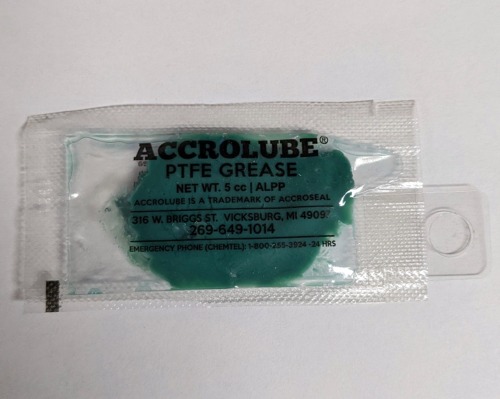 ACCROLUBE®
PTFE GREASE
NET WT. 5 cc | ALPP
ACCROLUBE IS A TRADEMARK OF ACCROSEAL
316 W. BRIGGS ST. VICKSBURG, MI 49097
269-649-1014
EMERGENCY PHONE (CHEMTEL): 1-800-255-3924 -24 HRS